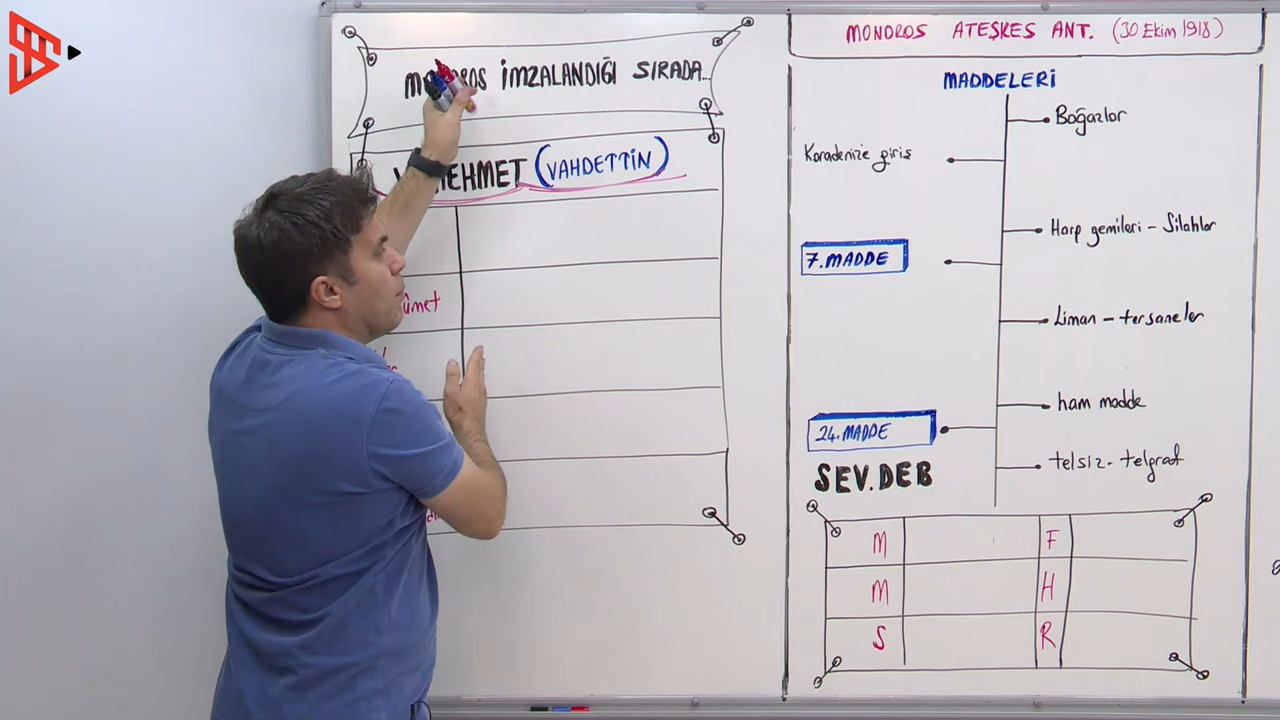 MONDROS İMZALANDIĞI SIRADA...
MEHMET (VAHDETTİN)
MONDROS ATEŞKES ANT. (30 Ekim 1918)
MADDELERİ
Boğazlar
Karadenize giriş
Harp gemileri - Silahlar
7. MADDE
Liman - tersaneler
ham madde
24. MADDE
telsiz - telgraf
SEV.DEB
M F
M H
S R